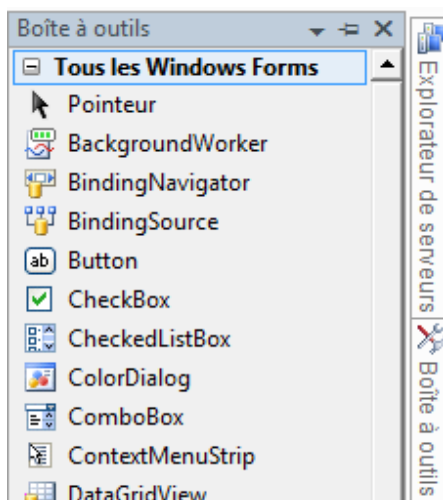 Boîte à outils
Tous les Windows Forms
Pointeur
BackgroundWorker
BindingNavigator
BindingSource
ab Button
CheckBox
CheckedListBox
ColorDialog
ComboBox
ContextMenuStrip
DataGridView
Explorateur de serveurs
Boîte à outils